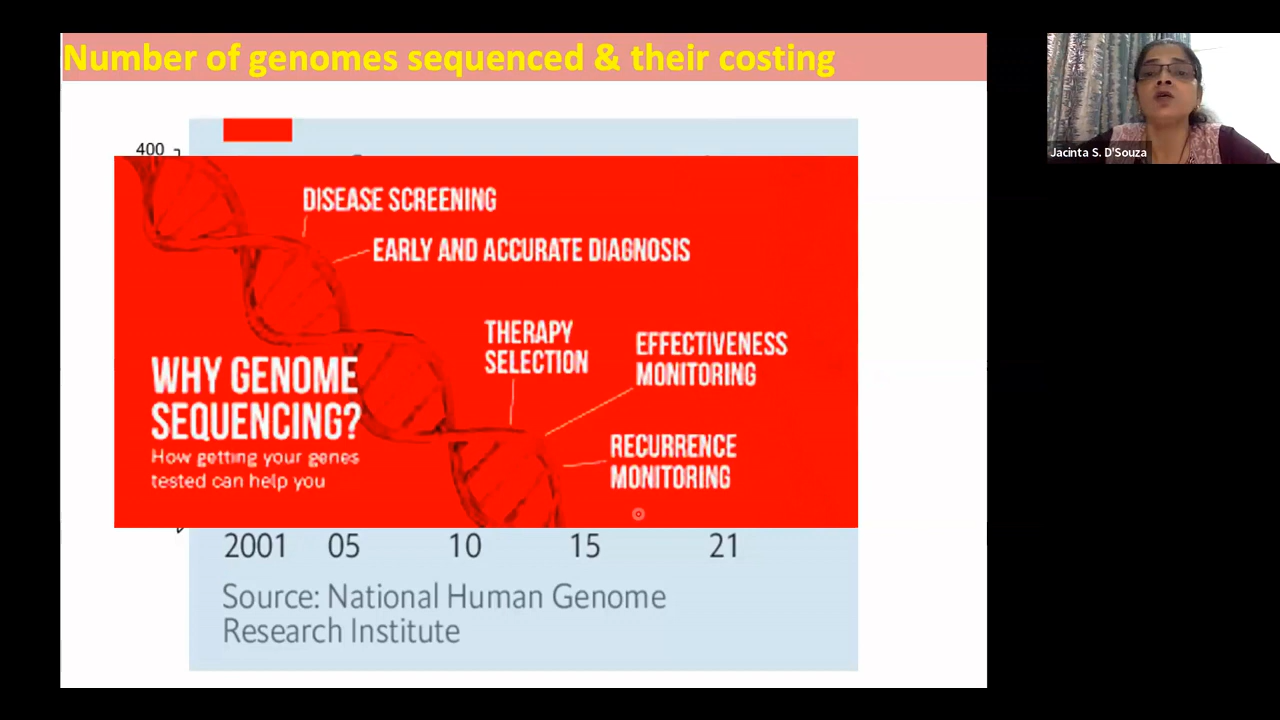 Number of genomes sequenced & their costing
Jacinta S. D'Souza
400
DISEASE SCREENING
EARLY AND ACCURATE DIAGNOSIS
THERAPY
SELECTION
EFFECTIVENESS
MONITORING
WHY GENOME
SEQUENCING?
How getting your genes
tested can help you
RECURRENCE
MONITORING
2001 05 10 15 21
Source: National Human Genome
Research Institute